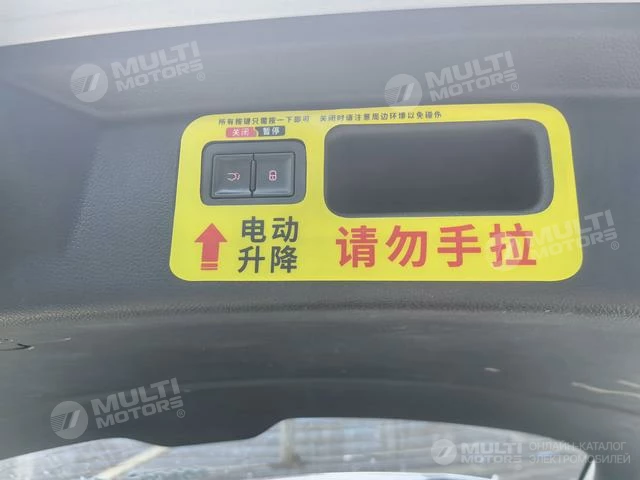 MULTI MOTORS®
MULTI MOTORS
所有按键只需按一下即可 关闭时请注意周边环境以免碰伤
关闭 暂停
电动
升降
请勿手拉
MULTI MOTORS
MULTI MOTORS®
MULTI MOTORS
ОНЛАЙН-КАТАЛОГ
ЭЛЕКТРОМОБИЛЕЙ